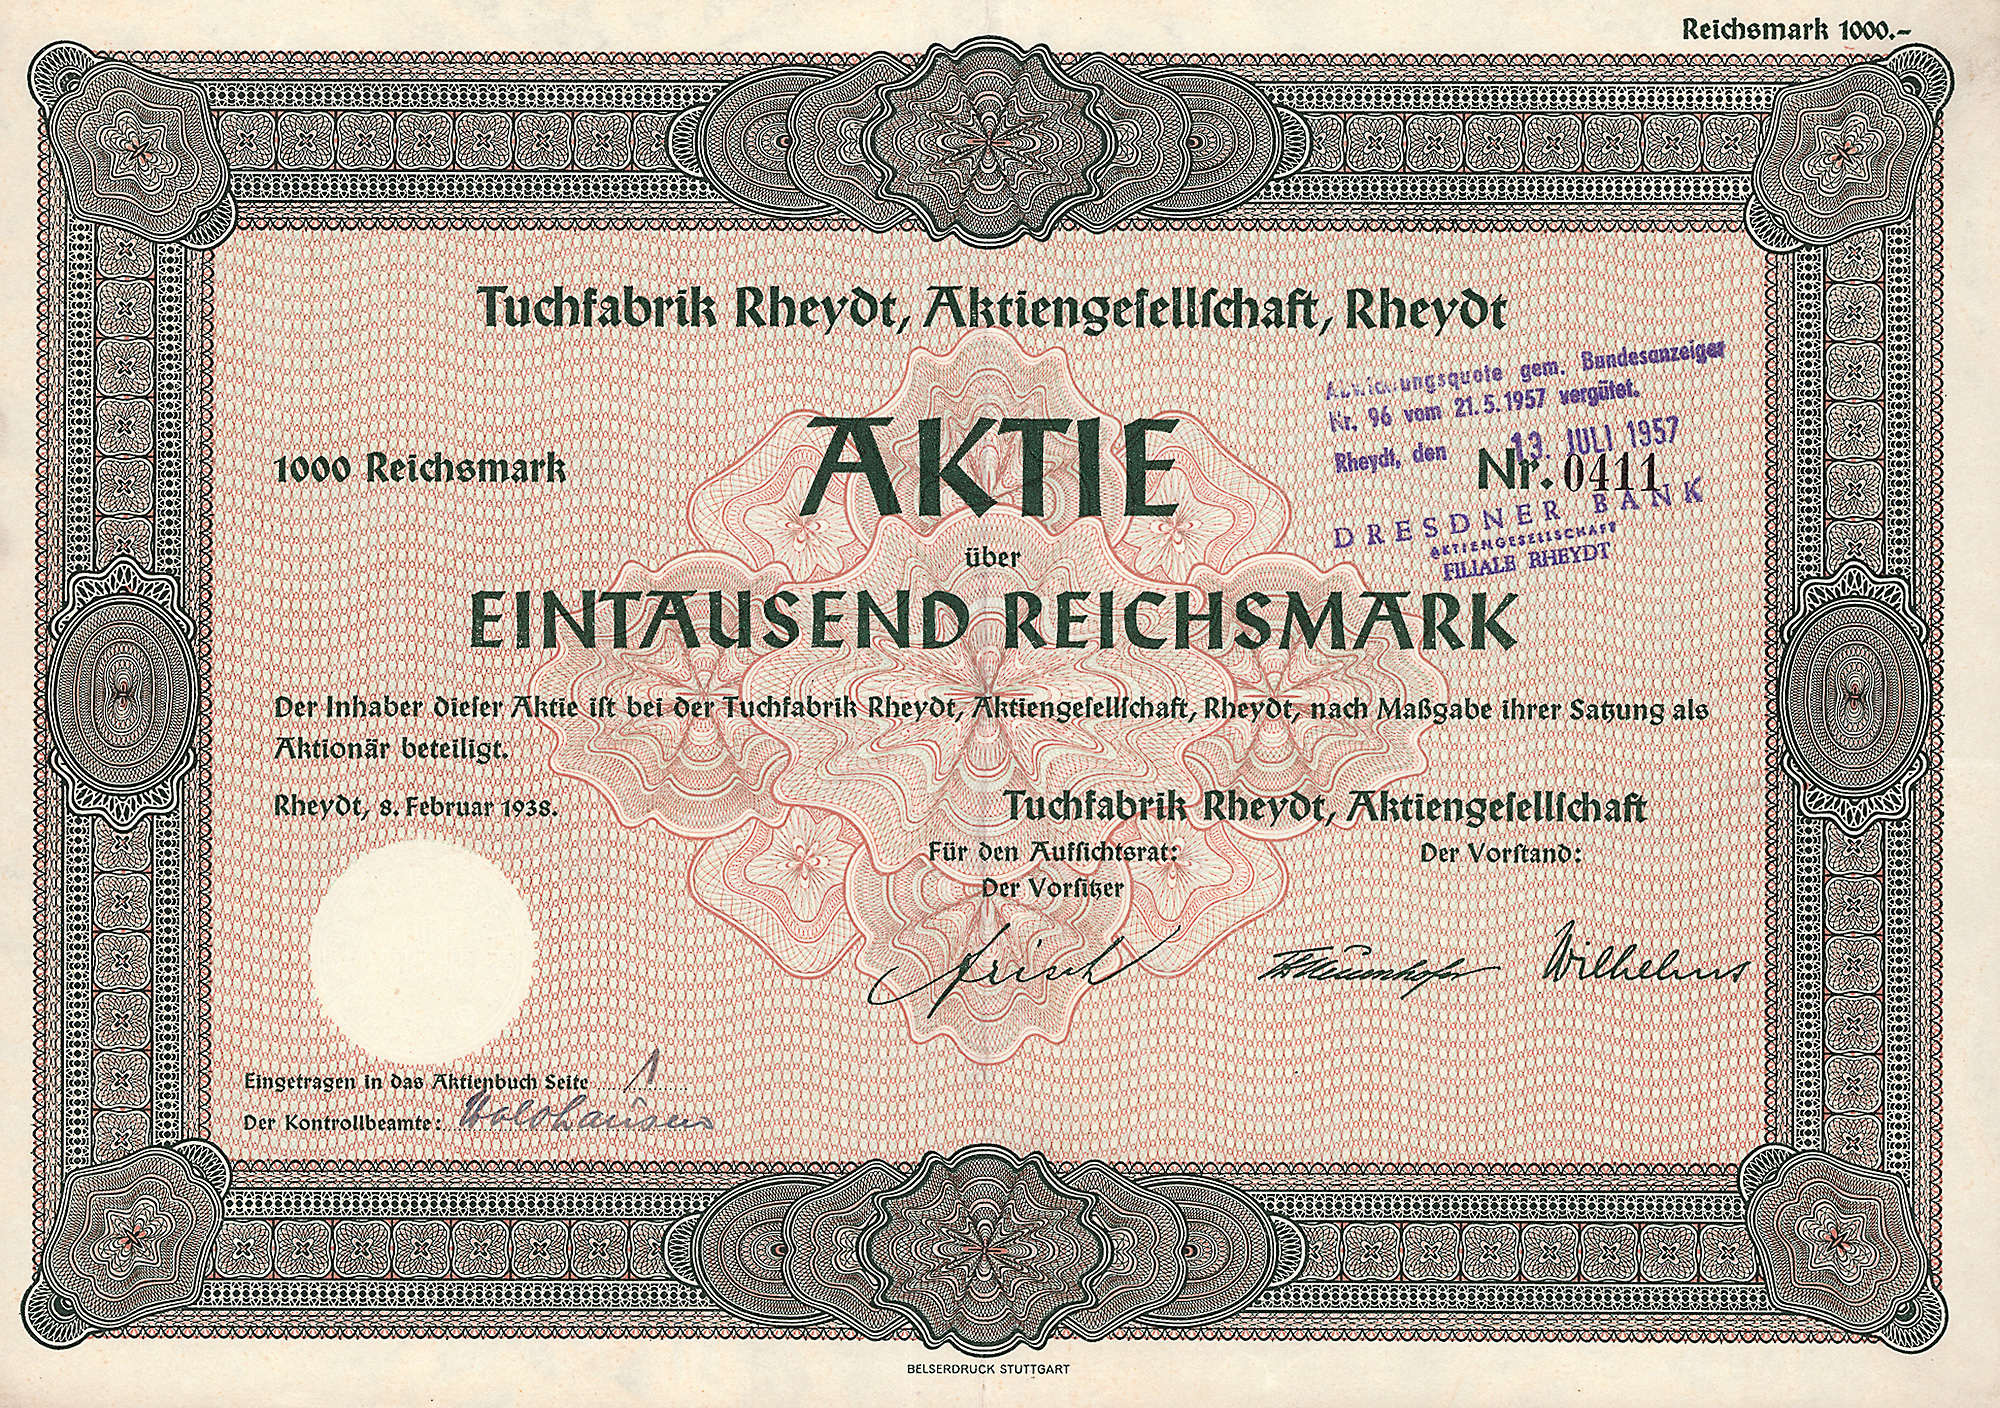 Reichsmark 1000.-
Tuchfabrik Rheydt, Aktiengeſellſchaft, Rheydt
gem. Bundesanzeiger
Nr. 96 vom 21.5.1957 vergütet.
Rheydt, den 13. JULI 1957
1000 Reichsmark
AKTIE
Nr. 0411
DRESDNER BANK
AKTIENGESELLSCHAFT
FILIALE RHEYDT
über
EINTAUSEND REICHSMARK
Der Inhaber dieſer Aktie iſt bei der Tuchfabrik Rheydt, Aktiengeſellſchaft, Rheydt, nach Maßgabe ihrer Satzung als
Aktionär beteiligt.
Rheydt, 8. Februar 1938.
Tuchfabrik Rheydt, Aktiengeſellſchaft
Für den Aufſichtsrat:
Der Vorſtand:
Der Vorſitzer
Wilhelms
Eingetragen in das Aktienbuch Seite 1
Der Kontrollbeamte:
BELSERDRUCK STUTTGART